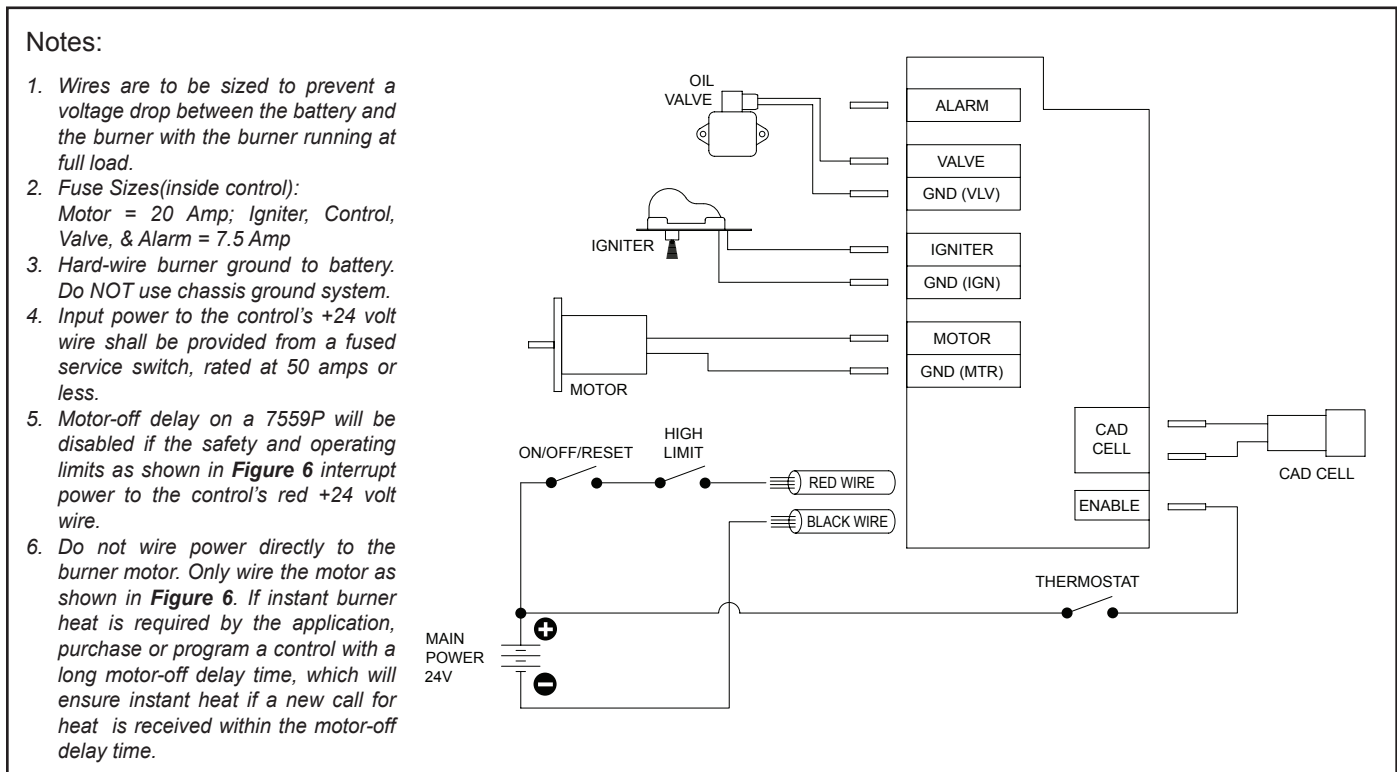 Notes:
1. Wires are to be sized to prevent a
voltage drop between the battery and
the burner with the burner running at
full load.
2. Fuse Sizes(inside control):
Motor = 20 Amp; Igniter, Control,
Valve, & Alarm = 7.5 Amp
3. Hard-wire burner ground to battery.
Do NOT use chassis ground system.
4. Input power to the control's +24 volt
wire shall be provided from a fused
service switch, rated at 50 amps or
less.
5. Motor-off delay on a 7559P will be
disabled if the safety and operating
limits as shown in Figure 6 interrupt
power to the control's red +24 volt
wire.
6. Do not wire power directly to the
burner motor. Only wire the motor as
shown in Figure 6. If instant burner
heat is required by the application,
purchase or program a control with a
long motor-off delay time, which will
ensure instant heat if a new call for
heat is received within the motor-off
delay time.
OIL
VALVE
ALARM
VALVE
GND (VLV)
IGNITER
IGNITER
GND (IGN)
MOTOR
MOTOR
GND (MTR)
CAD
CELL
CAD CELL
ENABLE
ON/OFF/RESET
HIGH
LIMIT
RED WIRE
BLACK WIRE
THERMOSTAT
MAIN
POWER
24V
+
−